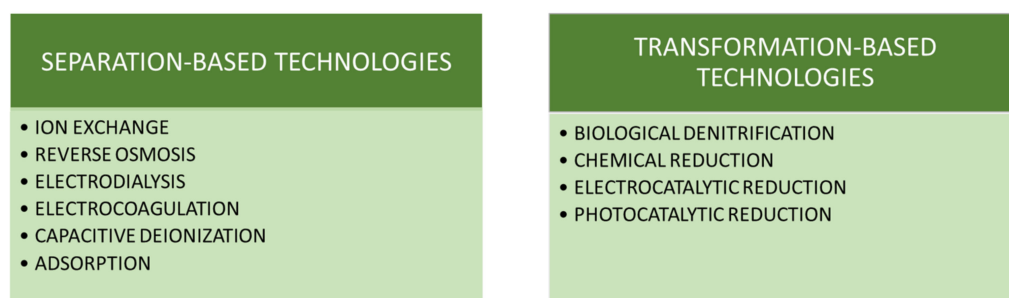 SEPARATION-BASED TECHNOLOGIES
• ION EXCHANGE
• REVERSE OSMOSIS
• ELECTRODIALYSIS
• ELECTROCOAGULATION
• CAPACITIVE DEIONIZATION
• ADSORPTION
TRANSFORMATION-BASED
TECHNOLOGIES
• BIOLOGICAL DENITRIFICATION
• CHEMICAL REDUCTION
• ELECTROCATALYTIC REDUCTION
• PHOTOCATALYTIC REDUCTION